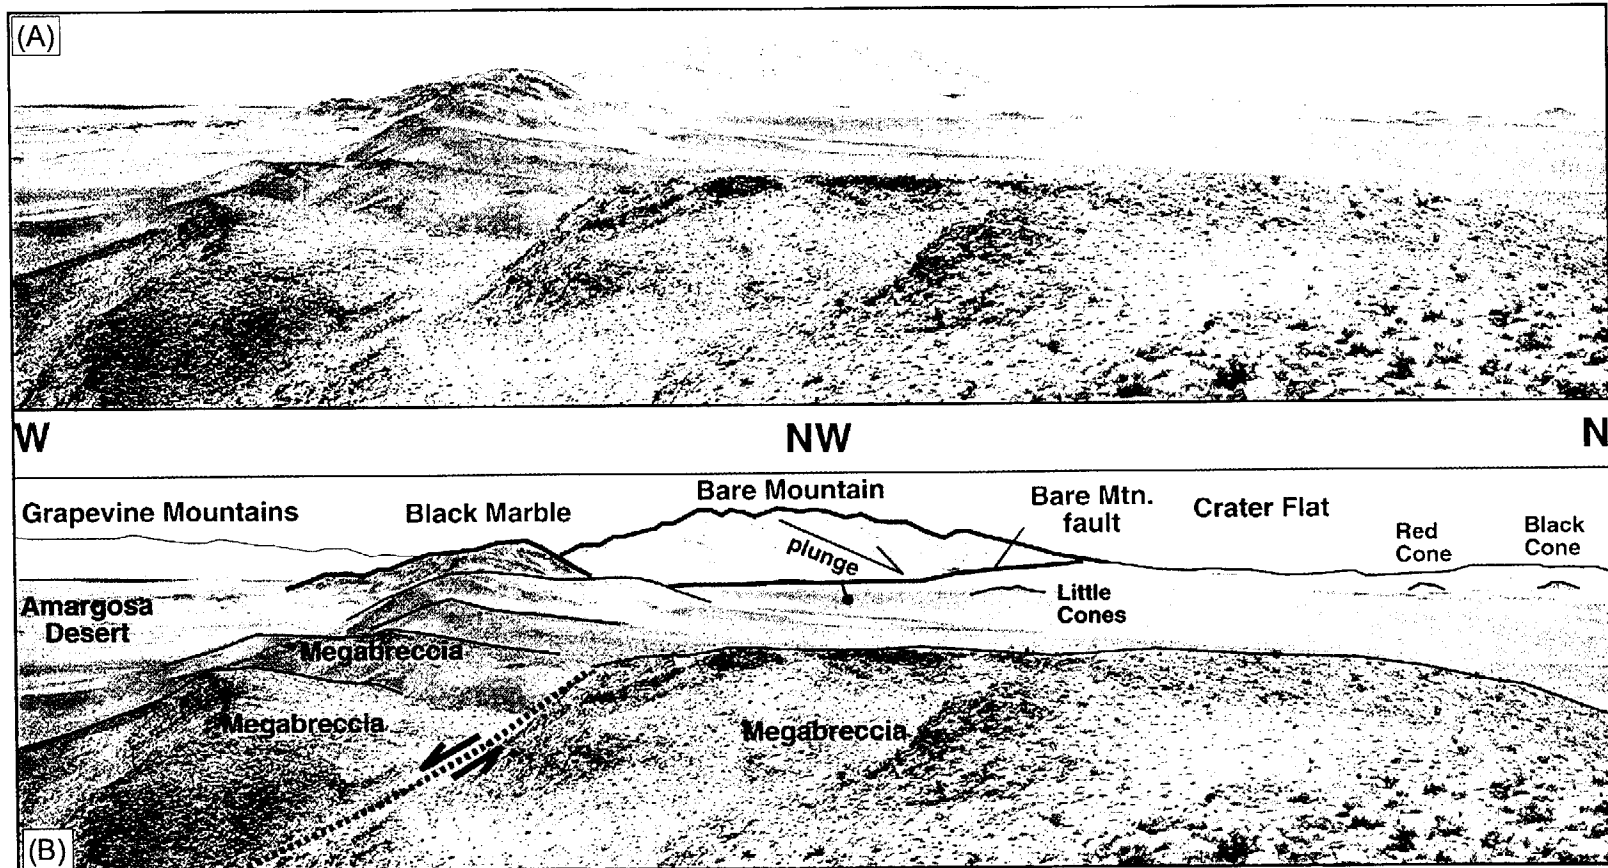 (A)
W NW N
Bare Mountain
Grapevine Mountains
Black Marble
Bare Mtn.
fault
Crater Flat
Red
Cone
Black
Cone
plunge
Little
Cones
Amargosa
Desert
Megabreccia
Megabreccia
Megabreccia
(B)